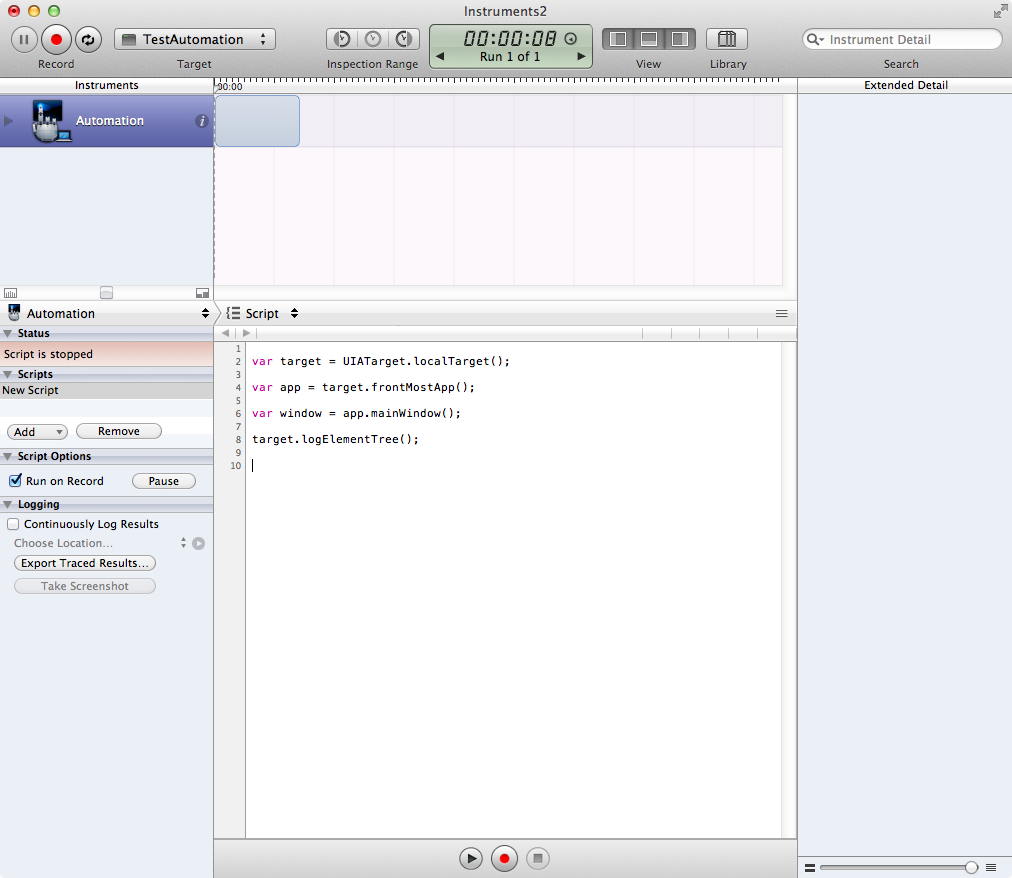 Instruments2
TestAutomation
00:00:08
Run 1 of 1
Instrument Detail
Record
Target
Inspection Range
View
Library
Search
Instruments
00:00
Extended Detail
Automation
Automation
Script
Status
Script is stopped
Scripts
New Script
Add
Remove
Script Options
Run on Record
Pause
Logging
Continuously Log Results
Choose Location...
Export Traced Results...
Take Screenshot
1
2 var target = UIATarget.localTarget();
3
4 var app = target.frontMostApp();
5
6 var window = app.mainWindow();
7
8 target.logElementTree();
9
10